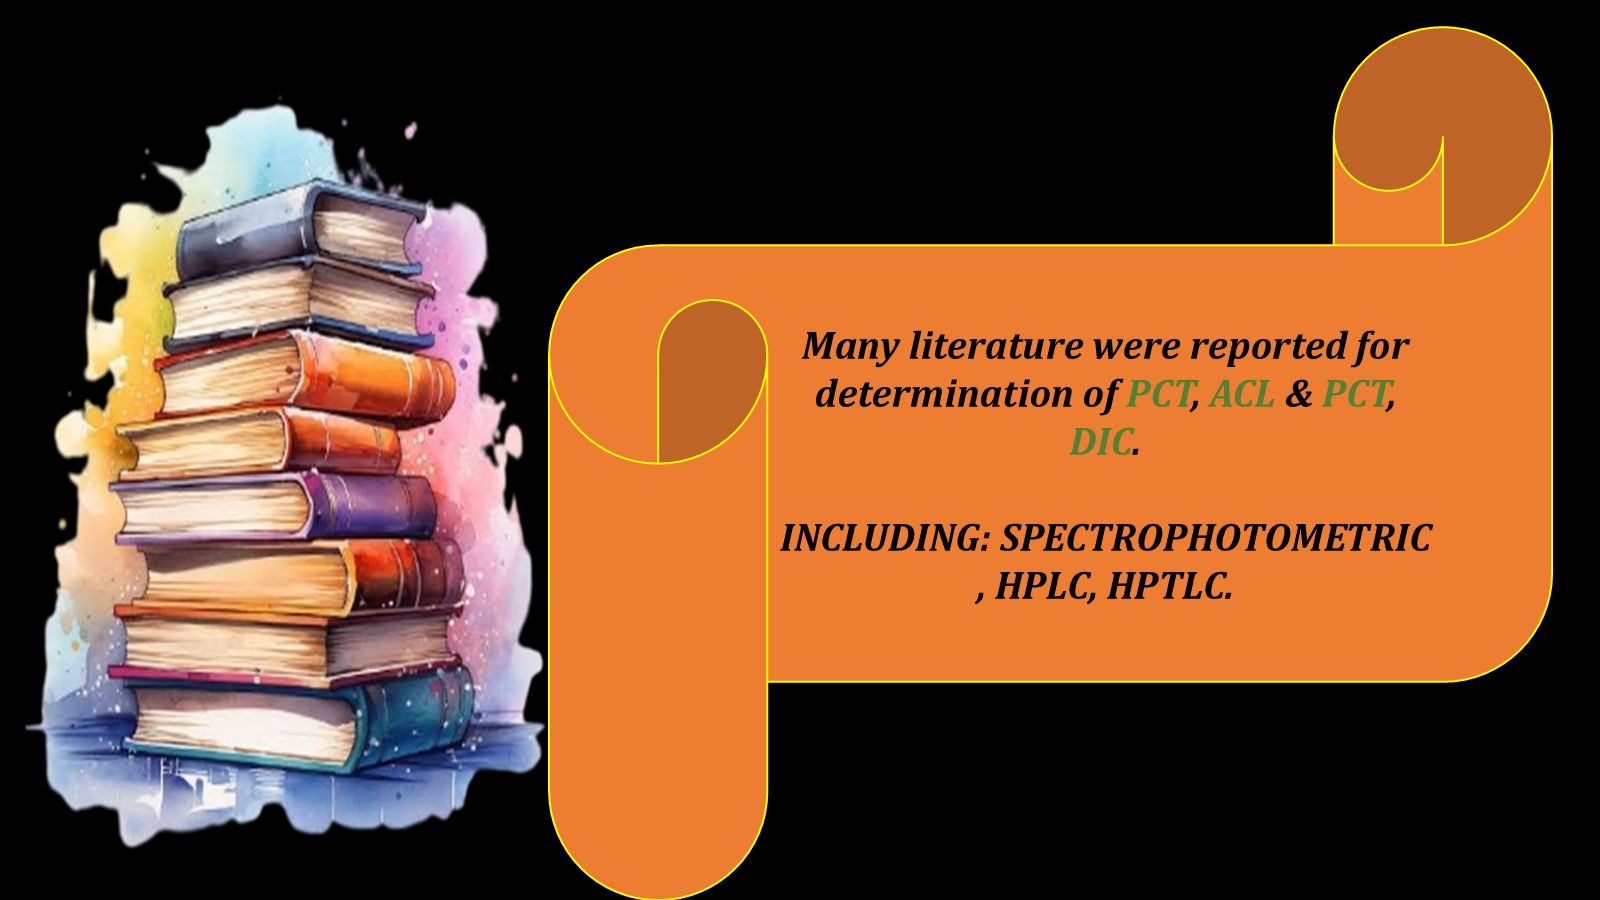 Many literature were reported for
determination of PCT, ACL & PCT,
DIC.
INCLUDING: SPECTROPHOTOMETRIC
, HPLC, HPTLC.